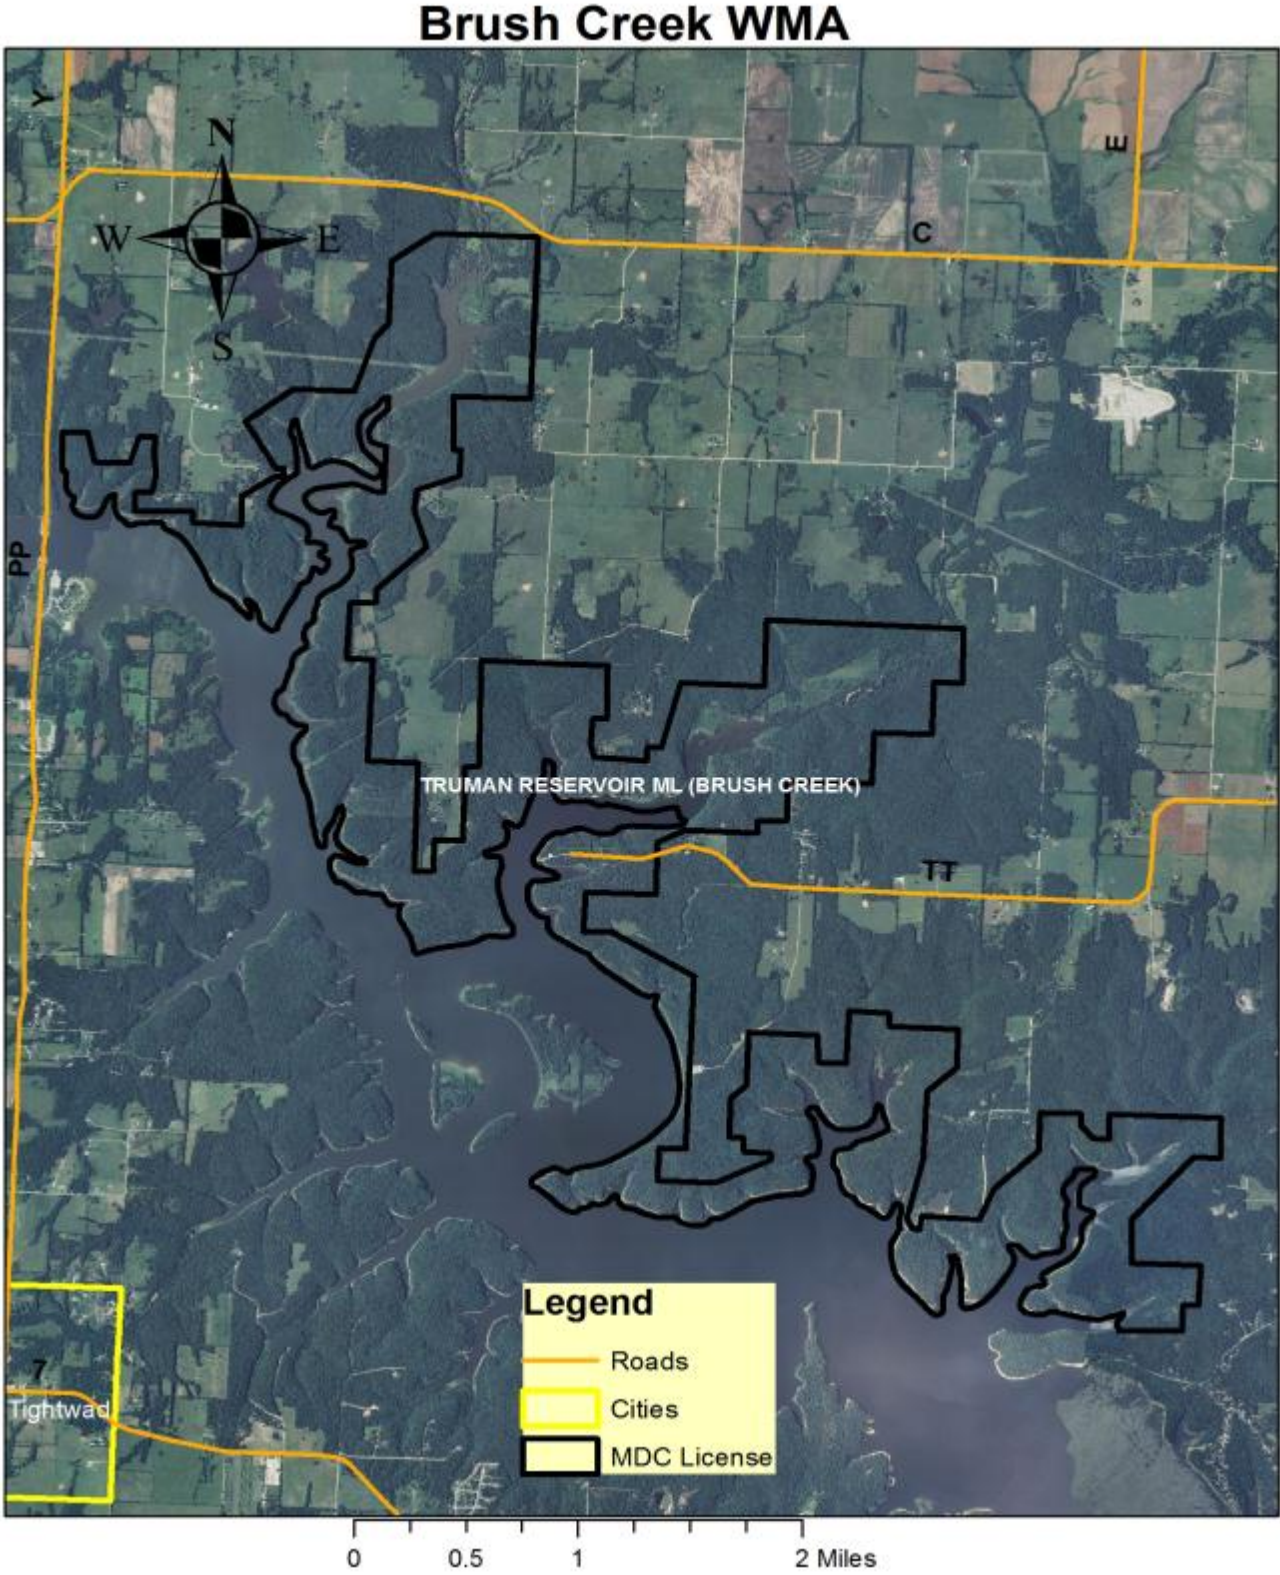 Brush Creek WMA
Y
N
W
E
S
E
C
PP
TRUMAN RESERVOIR ML (BRUSH CREEK)
TT
7
Tightwad
Legend
Roads
Cities
MDC License
0 0.5 1 2 Miles